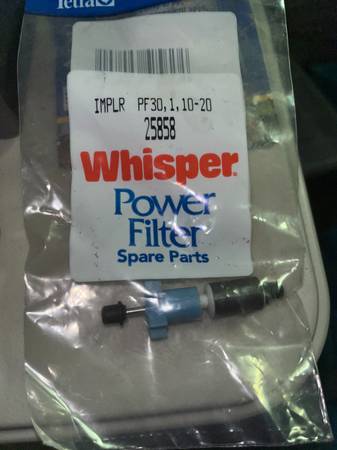 Tetra
IMPLR PF30,1,10-20
25858
Whisper®
Power
Filter
Spare Parts